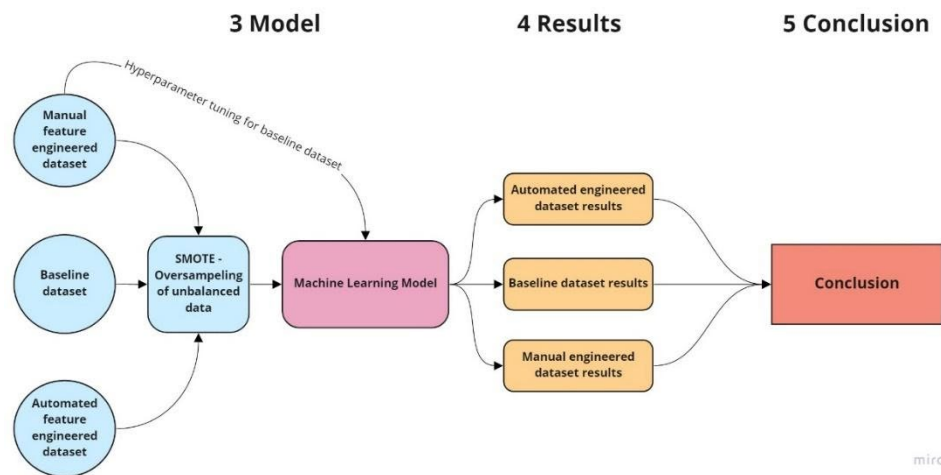 3 Model
4 Results
5 Conclusion
Hyperparameter tuning for baseline dataset
Manual
feature
engineered
dataset
Baseline
dataset
Automated
feature
engineered
dataset
SMOTE -
Oversampeling
of unbalanced
data
Machine Learning Model
Automated engineered
dataset results
Baseline dataset results
Manual engineered
dataset results
Conclusion
miro